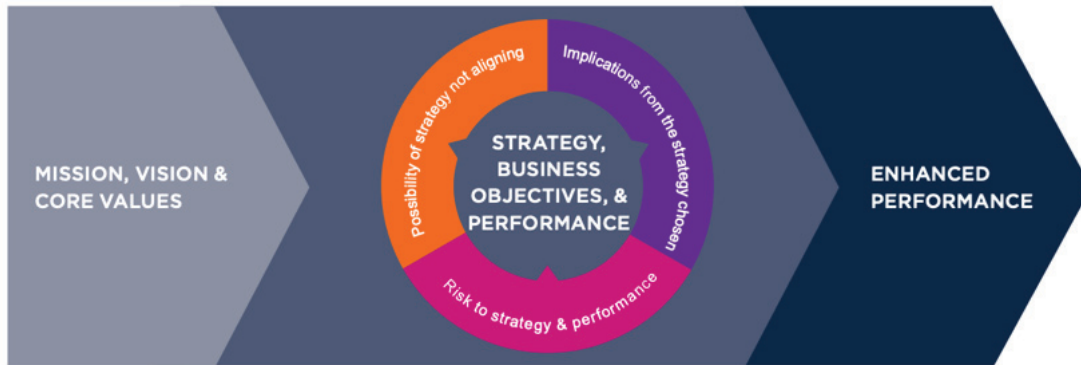 MISSION, VISION &
CORE VALUES
Possibility of strategy not aligning
Implications from the strategy chosen
STRATEGY,
BUSINESS
OBJECTIVES, &
PERFORMANCE
Risk to strategy & performance
ENHANCED
PERFORMANCE